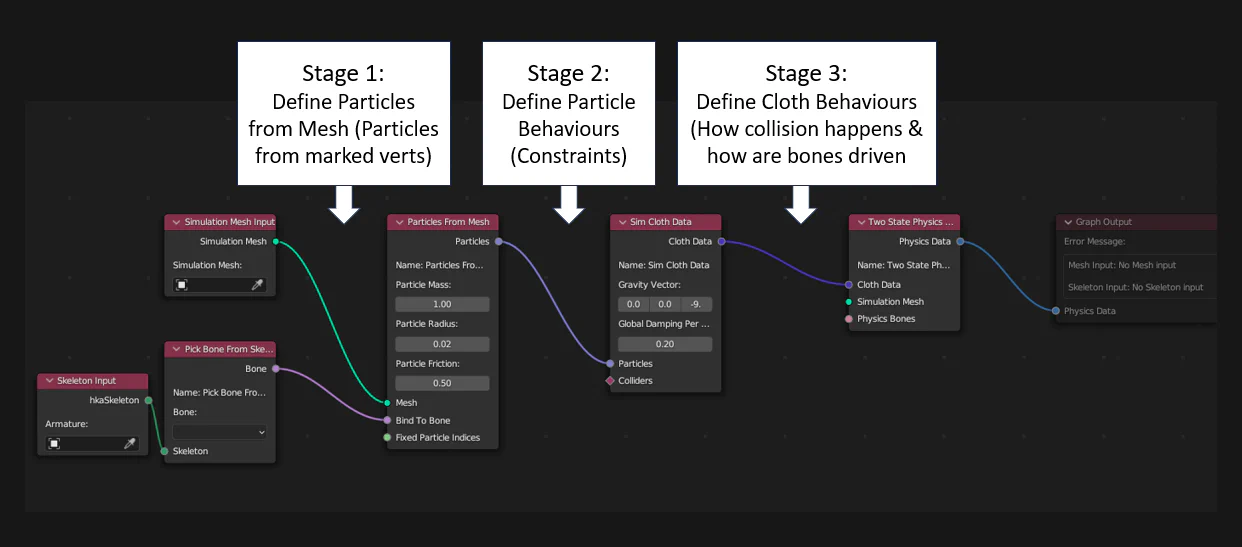 Stage 1:
Define Particles
from Mesh (Particles
from marked verts)
Stage 2:
Define Particle
Behaviours
(Constraints)
Stage 3:
Define Cloth Behaviours
(How collision happens &
how are bones driven
Simulation Mesh Input
Simulation Mesh
Simulation Mesh:
Pick Bone From Ske...
Bone
Name: Pick Bone Fro...
Bone:
Skeleton
Skeleton Input
hkaSkeleton
Armature:
Particles From Mesh
Particles
Name: Particles Fro...
Particle Mass:
1.00
Particle Radius:
0.02
Particle Friction:
0.50
Mesh
Bind To Bone
Fixed Particle Indices
Sim Cloth Data
Cloth Data
Name: Sim Cloth Data
Gravity Vector:
0.0 0.0 -9.
Global Damping Per ...
0.20
Particles
Colliders
Two State Physics ...
Physics Data
Name: Two State Ph...
Cloth Data
Simulation Mesh
Physics Bones
Graph Output
Error Message:
Mesh Input: No Mesh input
Skeleton Input: No Skeleton input
Physics Data